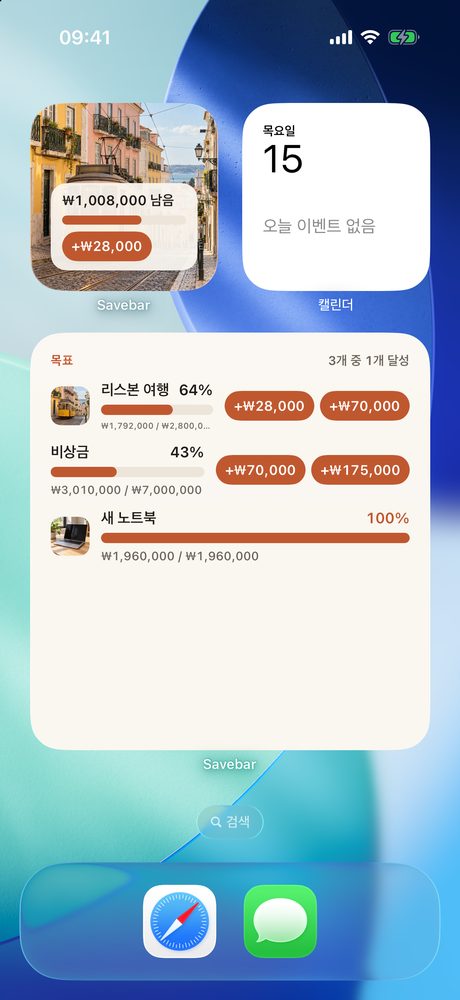 09:41
₩1,008,000 남음
+₩28,000
Savebar
목요일
15
오늘 이벤트 없음
캘린더
목표
3개 중 1개 달성
리스본 여행 64%
₩1,792,000 / ₩2,800,0...
+₩28,000
+₩70,000
비상금 43%
₩3,010,000 / ₩7,000,000
+₩70,000
+₩175,000
새 노트북 100%
₩1,960,000 / ₩1,960,000
Savebar
검색